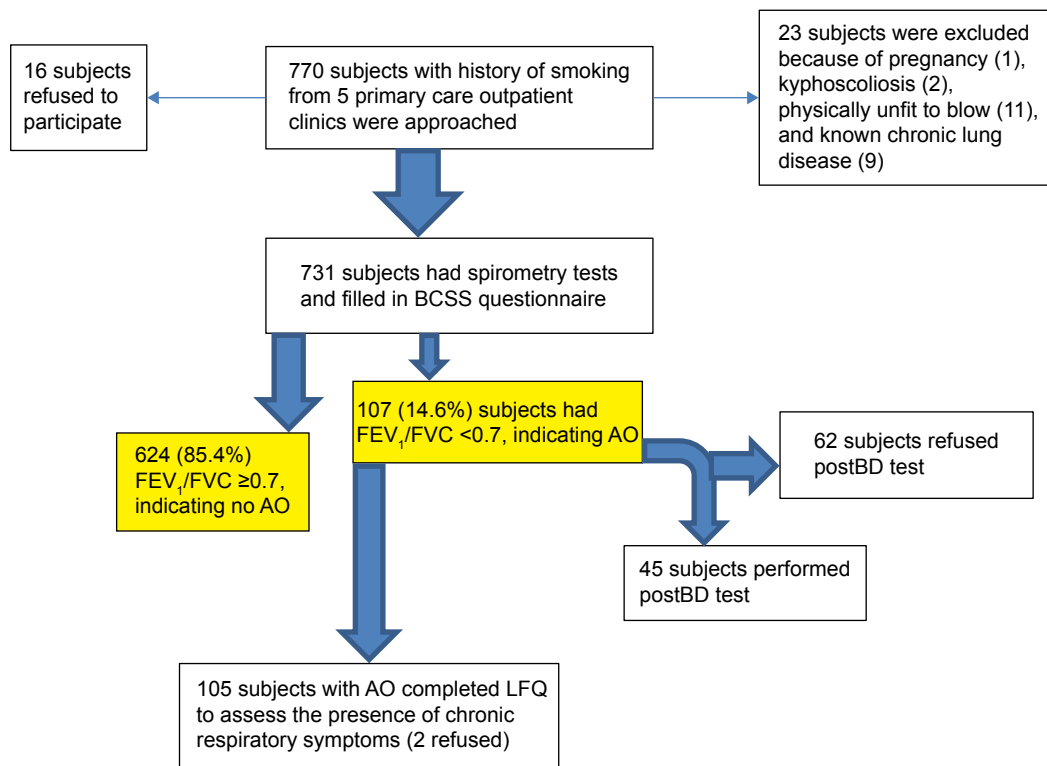 16 subjects
refused to
participate
770 subjects with history of smoking
from 5 primary care outpatient
clinics were approached
23 subjects were excluded
because of pregnancy (1),
kyphoscoliosis (2),
physically unfit to blow (11),
and known chronic lung
disease (9)
731 subjects had spirometry tests
and filled in BCSS questionnaire
624 (85.4%)
FEV₁/FVC ≥0.7,
indicating no AO
107 (14.6%) subjects had
FEV₁/FVC <0.7, indicating AO
62 subjects refused
postBD test
45 subjects performed
postBD test
105 subjects with AO completed LFQ
to assess the presence of chronic
respiratory symptoms (2 refused)